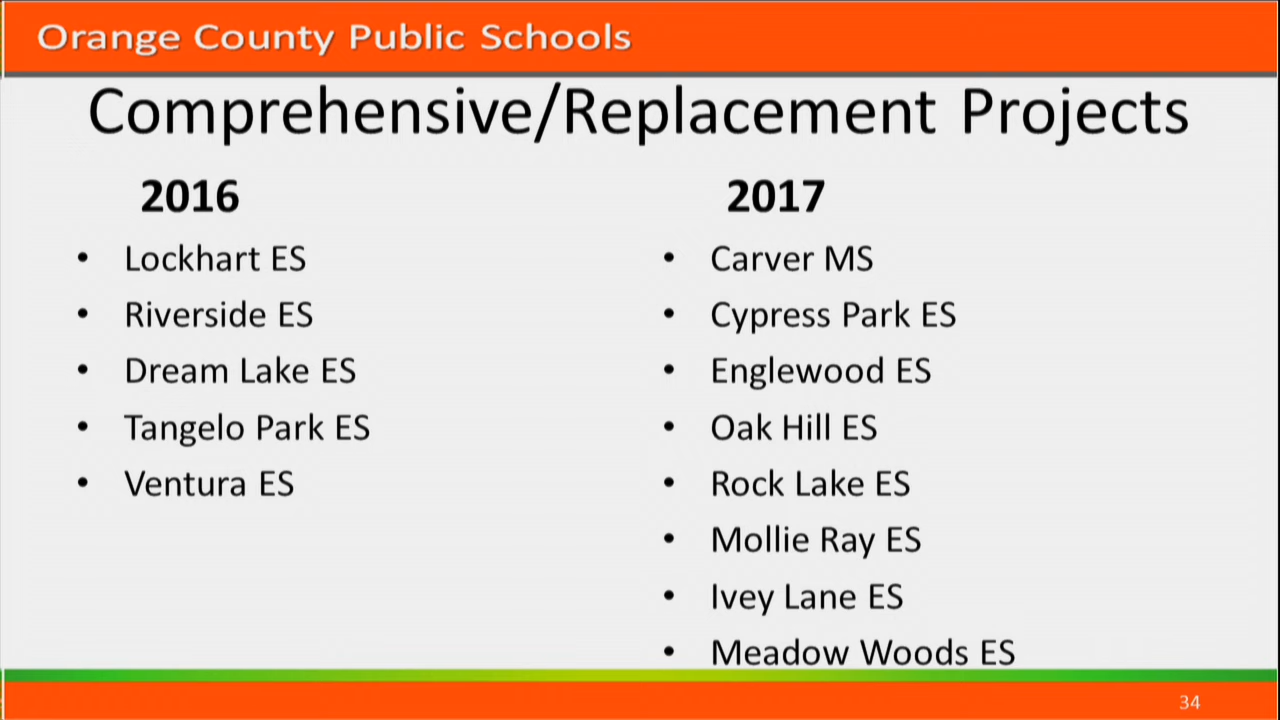 Orange County Public Schools
Comprehensive/Replacement Projects
2016
• Lockhart ES
• Riverside ES
• Dream Lake ES
• Tangelo Park ES
• Ventura ES
2017
• Carver MS
• Cypress Park ES
• Englewood ES
• Oak Hill ES
• Rock Lake ES
• Mollie Ray ES
• Ivey Lane ES
• Meadow Woods ES
34